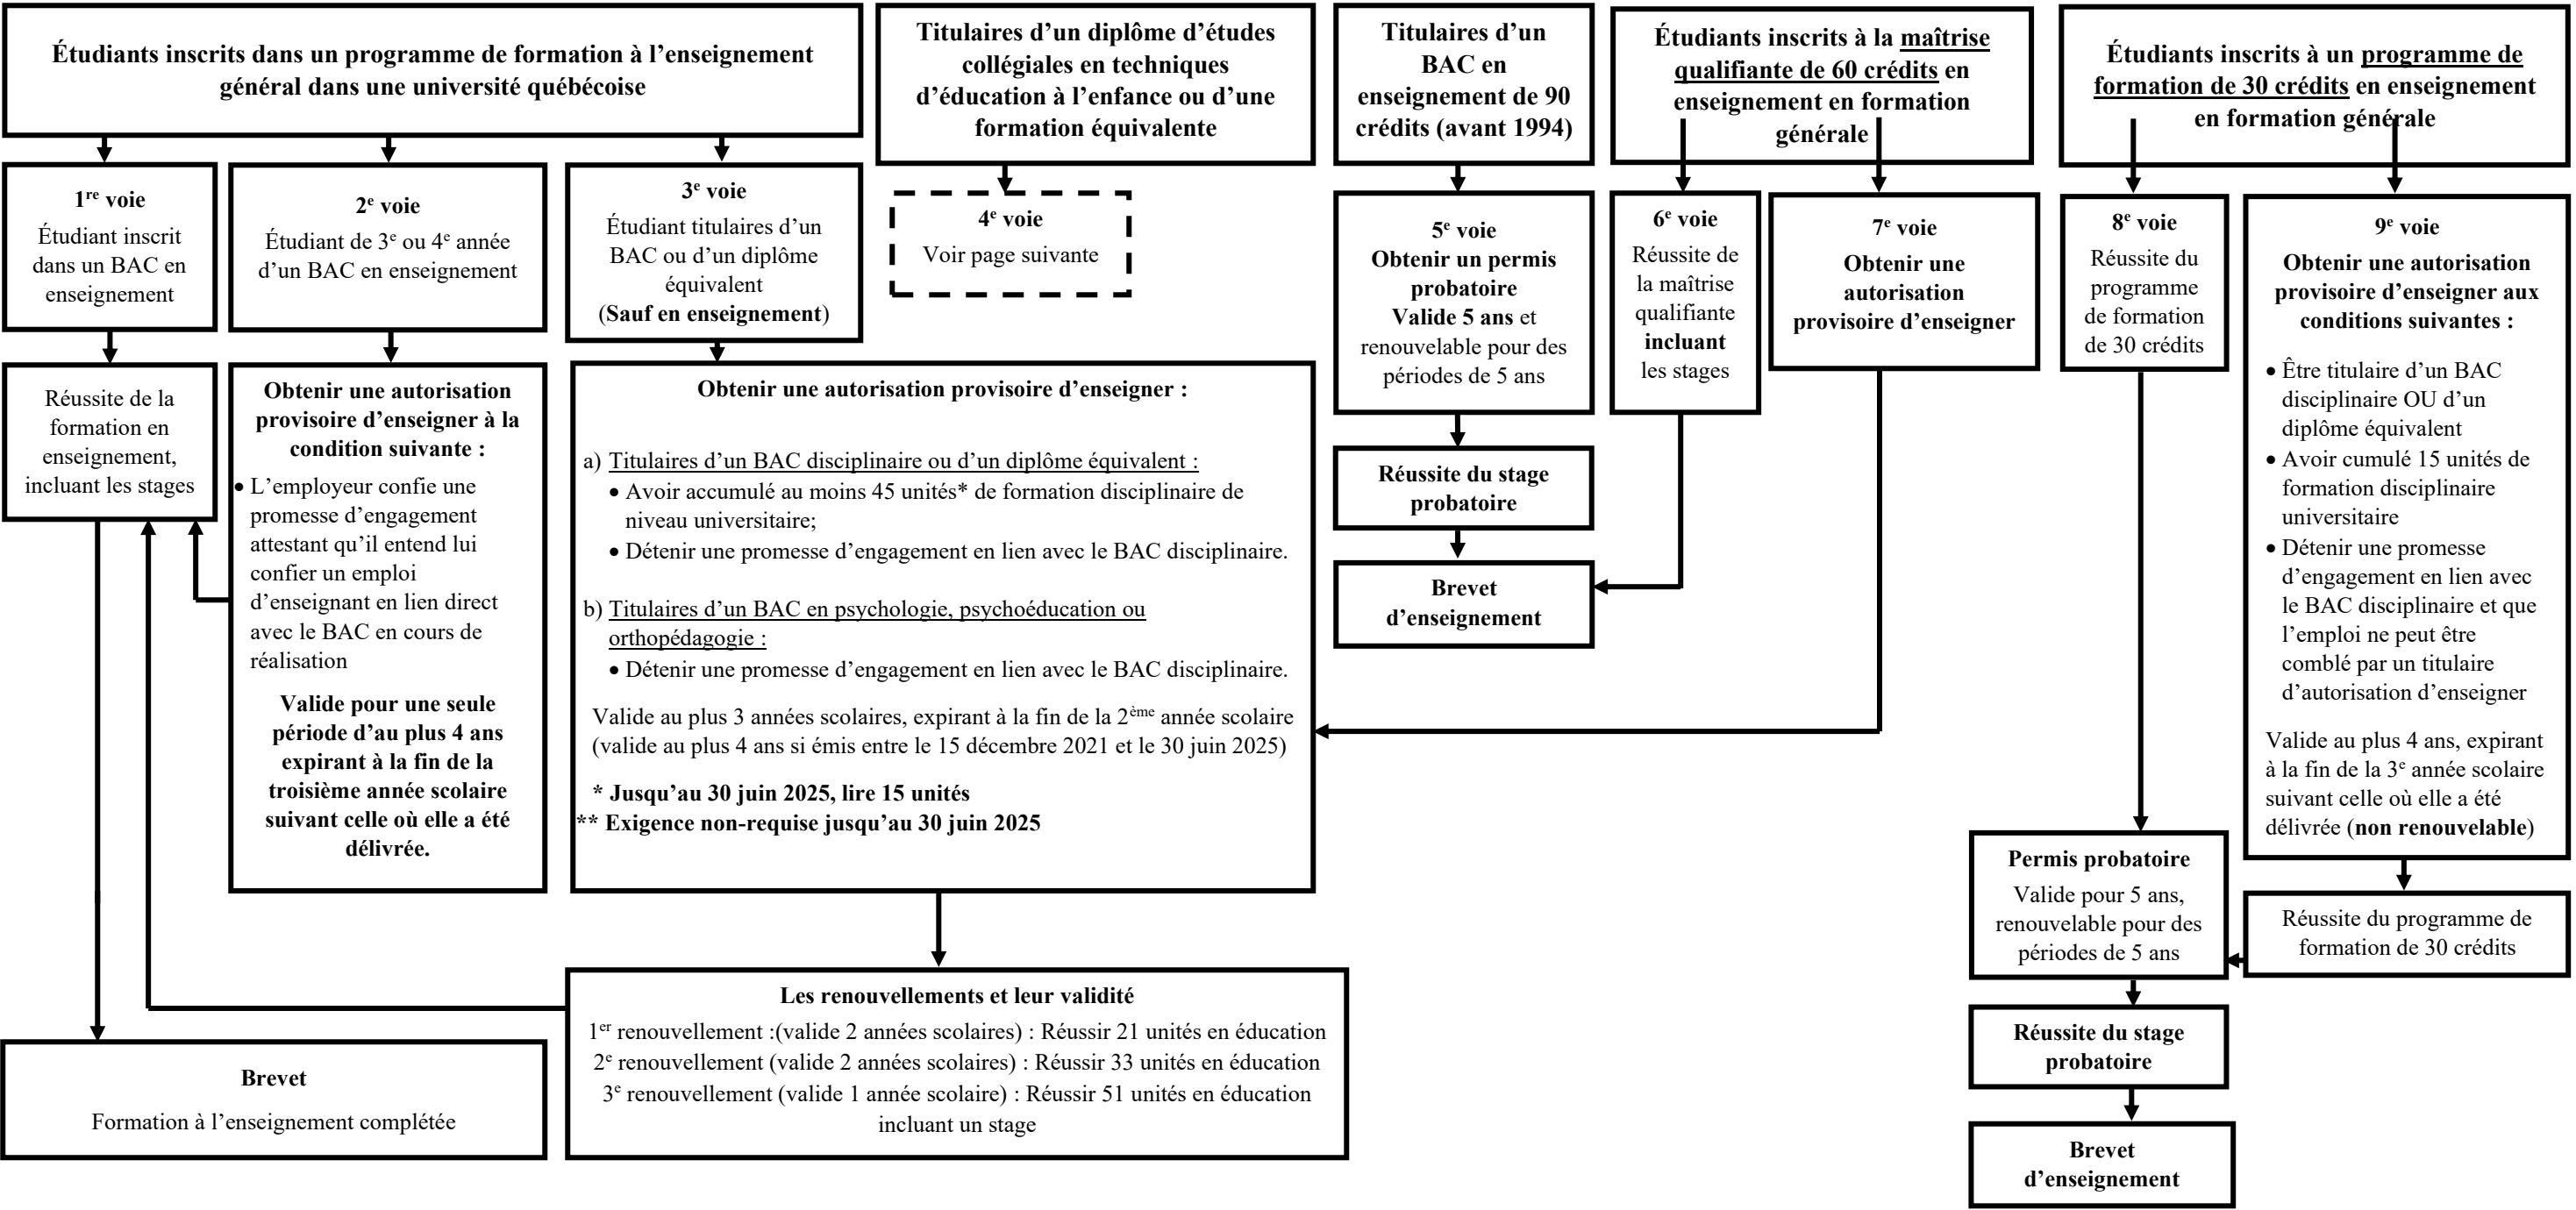 Étudiants inscrits dans un programme de formation à l’enseignement
général dans une université québécoise
Titulaires d’un diplôme d’études
collégiales en techniques
d’éducation à l’enfance ou d’une
formation équivalente
Titulaires d’un
BAC en
enseignement de 90
crédits (avant 1994)
Étudiants inscrits à la maîtrise
qualifiante de 60 crédits en
enseignement en formation
générale
Étudiants inscrits à un programme de
formation de 30 crédits en enseignement
en formation générale
1re voie
Étudiant inscrit
dans un BAC en
enseignement
2e voie
Étudiant de 3e ou 4e année
d’un BAC en enseignement
3e voie
Étudiant titulaires d’un
BAC ou d’un diplôme
équivalent
(Sauf en enseignement)
4e voie
Voir page suivante
5e voie
Obtenir un permis
probatoire
Valide 5 ans et
renouvelable pour des
périodes de 5 ans
6e voie
Réussite de
la maîtrise
qualifiante
incluant
les stages
7e voie
Obtenir une
autorisation
provisoire d’enseigner
8e voie
Réussite du
programme
de formation
de 30 crédits
9e voie
Obtenir une autorisation
provisoire d’enseigner aux
conditions suivantes :
• Être titulaire d’un BAC
disciplinaire OU d’un
diplôme équivalent
• Avoir cumulé 15 unités de
formation disciplinaire
universitaire
• Détenir une promesse
d’engagement en lien avec
le BAC disciplinaire et que
l’emploi ne peut être
comblé par un titulaire
d’autorisation d’enseigner
Valide au plus 4 ans, expirant
à la fin de la 3e année scolaire
suivant celle où elle a été
délivrée (non renouvelable)
Réussite de la
formation en
enseignement,
incluant les stages
Obtenir une autorisation
provisoire d’enseigner à la
condition suivante :
• L’employeur confie une
promesse d’engagement
attestant qu’il entend lui
confier un emploi
d’enseignant en lien direct
avec le BAC en cours de
réalisation
Valide pour une seule
période d’au plus 4 ans
expirant à la fin de la
troisième année scolaire
suivant celle où elle a été
délivrée.
Obtenir une autorisation provisoire d’enseigner :
a) Titulaires d’un BAC disciplinaire ou d’un diplôme équivalent :
• Avoir accumulé au moins 45 unités* de formation disciplinaire de
niveau universitaire;
• Détenir une promesse d’engagement en lien avec le BAC disciplinaire.
b) Titulaires d’un BAC en psychologie, psychoéducation ou
orthopédagogie :
• Détenir une promesse d’engagement en lien avec le BAC disciplinaire.
Valide au plus 3 années scolaires, expirant à la fin de la 2ème année scolaire
(valide au plus 4 ans si émis entre le 15 décembre 2021 et le 30 juin 2025)
* Jusqu’au 30 juin 2025, lire 15 unités
** Exigence non-requise jusqu’au 30 juin 2025
Réussite du stage
probatoire
Brevet
d’enseignement
Permis probatoire
Valide pour 5 ans,
renouvelable pour des
périodes de 5 ans
Réussite du programme de
formation de 30 crédits
Réussite du stage
probatoire
Brevet
d’enseignement
Les renouvellements et leur validité
1er renouvellement :(valide 2 années scolaires) : Réussir 21 unités en éducation
2e renouvellement (valide 2 années scolaires) : Réussir 33 unités en éducation
3e renouvellement (valide 1 année scolaire) : Réussir 51 unités en éducation
incluant un stage
Brevet
Formation à l’enseignement complétée